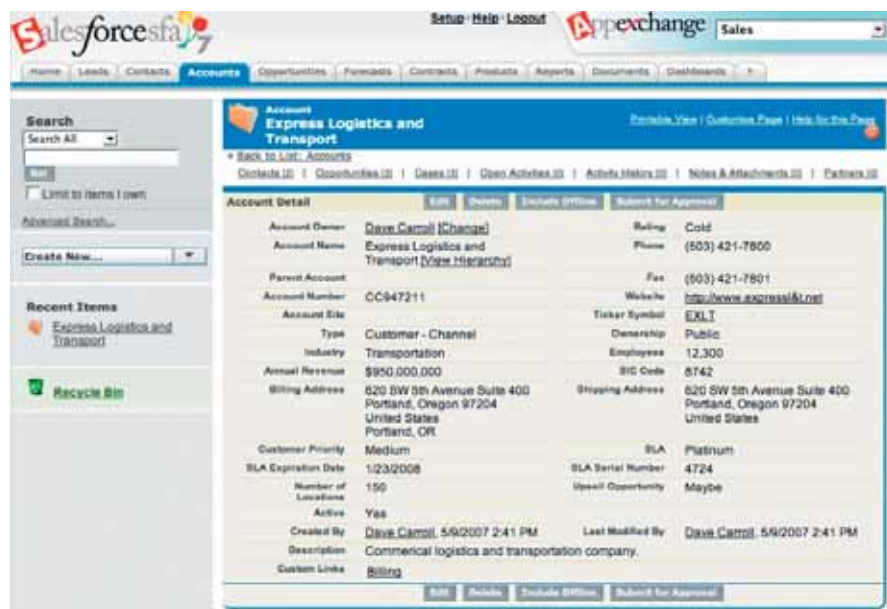 Salesforcesfa
7
Setup · Help · Logout
Appexchange
Sales
Home Leads Contacts Accounts Opportunities Forecasts Contracts Products Reports Documents Dashboards
Search
Search All
Go!
Limit to items I own
Advanced Search...
Create New...
Recent Items
Express Logistics and
Transport
Recycle Bin
Account
Express Logistics and
Transport
Printable View | Customize Page | Help for this Page
« Back to List: Accounts
Contacts | Opportunities | Cases | Open Activities | Activity History | Notes & Attachments | Partners
Account Detail Edit Delete Include Offline Submit for Approval
Account Owner Dave Carroll [Change] Rating Cold
Account Name Express Logistics and Phone (503) 421-7800
Transport [View Hierarchy]
Parent Account Fax (503) 421-7801
Account Number CC947211 Website http://www.expressl&t.net
Account Site Ticker Symbol EXLT
Type Customer - Channel Ownership Public
Industry Transportation Employees 12,300
Annual Revenue $950,000,000 SIC Code 8742
Billing Address 620 SW 5th Avenue Suite 400 Shipping Address 620 SW 5th Avenue Suite 400
Portland, Oregon 97204 Portland, Oregon 97204
United States United States
Portland, OR
Customer Priority Medium SLA Platinum
SLA Expiration Date 1/23/2008 SLA Serial Number 4724
Number of 150 Upsell Opportunity Maybe
Locations
Active Yes
Created By Dave Carroll, 5/9/2007 2:41 PM Last Modified By Dave Carroll, 5/9/2007 2:41 PM
Description Commerical logistics and transportation company.
Custom Links Billing
Edit Delete Include Offline Submit for Approval